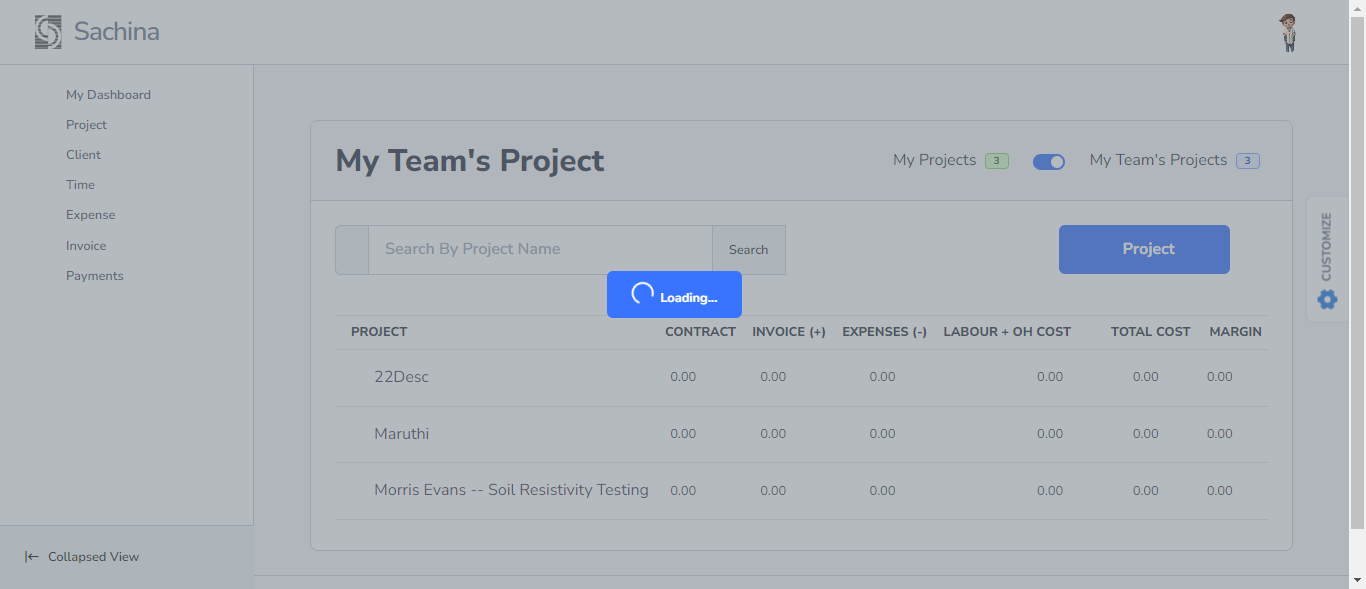 Sachina
My Dashboard
Project
Client
Time
Expense
Invoice
Payments
Collapsed View
My Team's Project
My Projects 3 My Team's Projects 3
Search By Project Name Search Project
Loading...
PROJECT CONTRACT INVOICE (+) EXPENSES (-) LABOUR + OH COST TOTAL COST MARGIN
22Desc 0.00 0.00 0.00 0.00 0.00 0.00
Maruthi 0.00 0.00 0.00 0.00 0.00 0.00
Morris Evans -- Soil Resistivity Testing 0.00 0.00 0.00 0.00 0.00 0.00
CUSTOMIZE